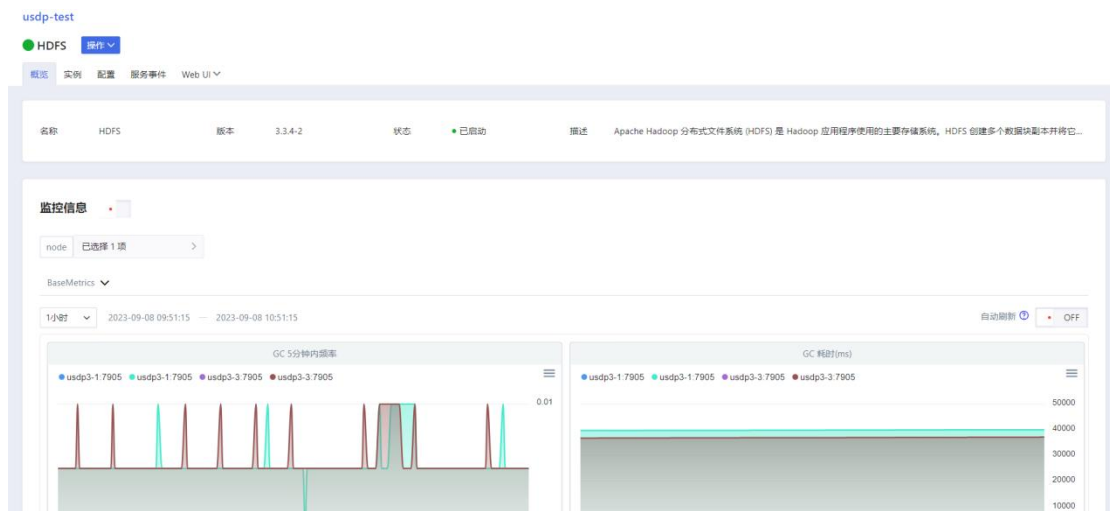 usdp-test
HDFS 操作
概览 实例 配置 服务事件 Web UI
名称 HDFS 版本 3.3.4-2 状态 已启动 描述 Apache Hadoop 分布式文件系统 (HDFS) 是 Hadoop 应用程序使用的主要存储系统。HDFS 创建多个数据块副本并将它...
监控信息
node 已选择 1 项
BaseMetrics
1小时 2023-09-08 09:51:15 — 2023-09-08 10:51:15 自动刷新 OFF
GC 5分钟内频率
usdp3-1:7905 usdp3-1:7905 usdp3-3:7905 usdp3-3:7905
0.01
GC 耗时(ms)
usdp3-1:7905 usdp3-1:7905 usdp3-3:7905 usdp3-3:7905
50000
40000
30000
20000
10000